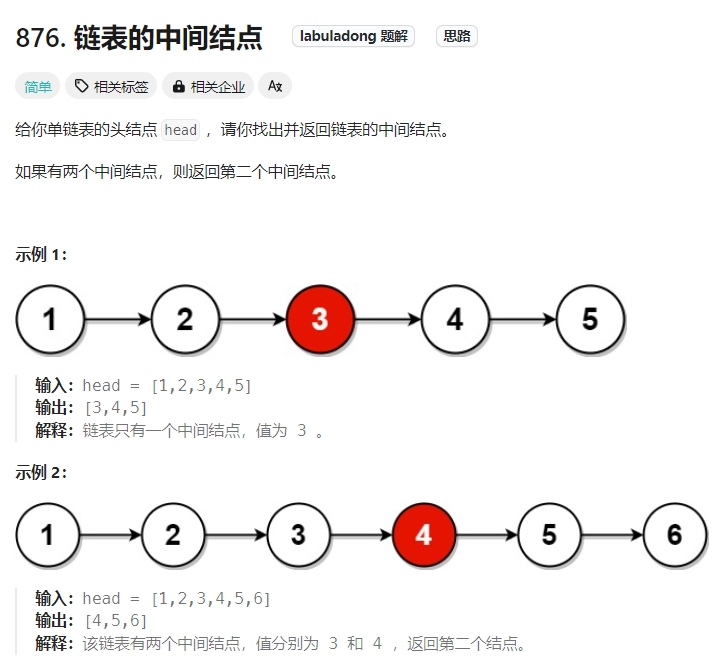 876. 链表的中间结点 labuladong 题解 思路
简单 相关标签 相关企业 Aあ
给你单链表的头结点 head ，请你找出并返回链表的中间结点。
如果有两个中间结点，则返回第二个中间结点。
示例 1：
1 2 3 4 5
输入：head = [1,2,3,4,5]
输出：[3,4,5]
解释：链表只有一个中间结点，值为 3 。
示例 2：
1 2 3 4 5 6
输入：head = [1,2,3,4,5,6]
输出：[4,5,6]
解释：该链表有两个中间结点，值分别为 3 和 4 ，返回第二个结点。